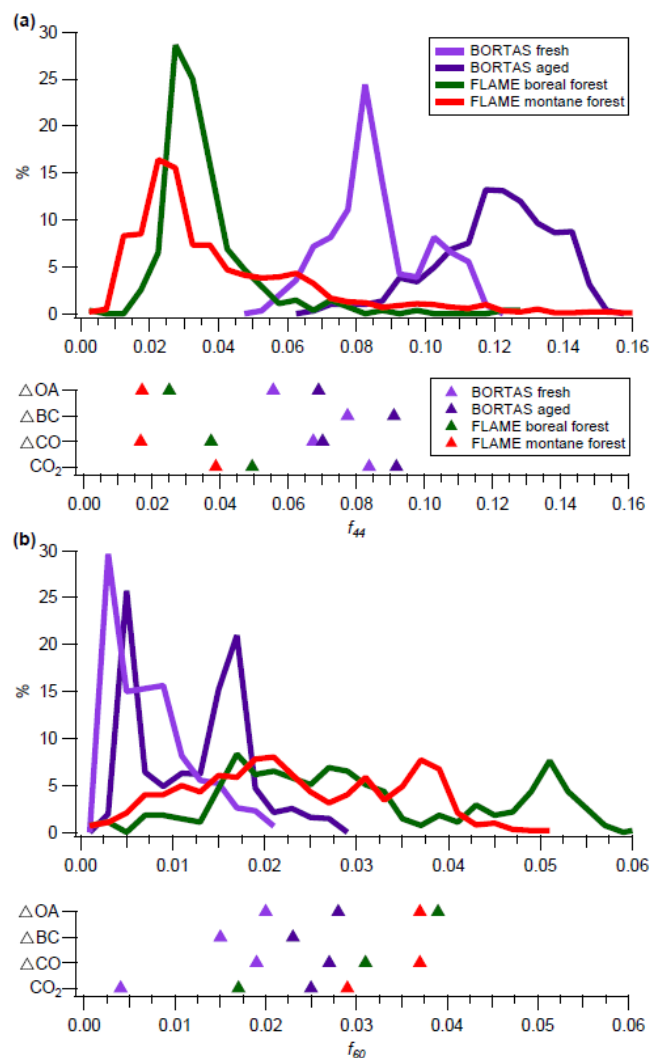 (a)
30
25
20
15
10
5
0
%
BORTAS fresh
BORTAS aged
FLAME boreal forest
FLAME montane forest
0.00 0.02 0.04 0.06 0.08 0.10 0.12 0.14 0.16
△OA
△BC
△CO
CO₂
BORTAS fresh
BORTAS aged
FLAME boreal forest
FLAME montane forest
0.00 0.02 0.04 0.06 0.08 0.10 0.12 0.14 0.16
f₄₄
(b)
30
25
20
15
10
5
0
%
0.00 0.01 0.02 0.03 0.04 0.05 0.06
△OA
△BC
△CO
CO₂
0.00 0.01 0.02 0.03 0.04 0.05 0.06
f₆₀